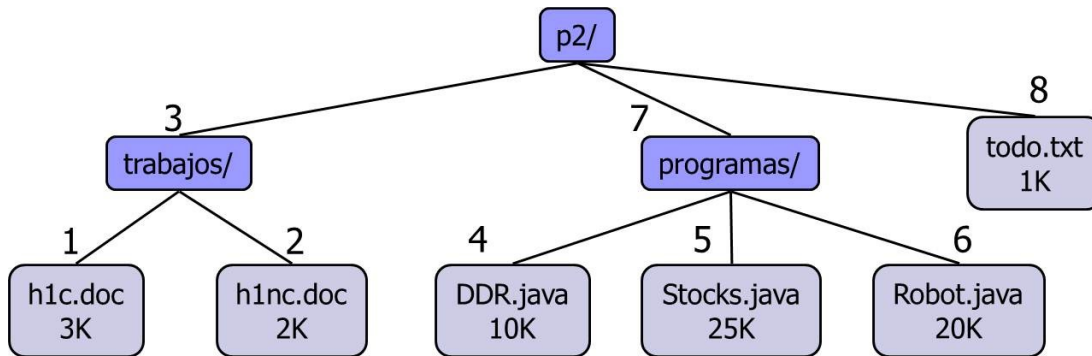 p2/
3
7
8
trabajos/
programas/
todo.txt
1K
1
2
4
5
6
h1c.doc
3K
h1nc.doc
2K
DDR.java
10K
Stocks.java
25K
Robot.java
20K